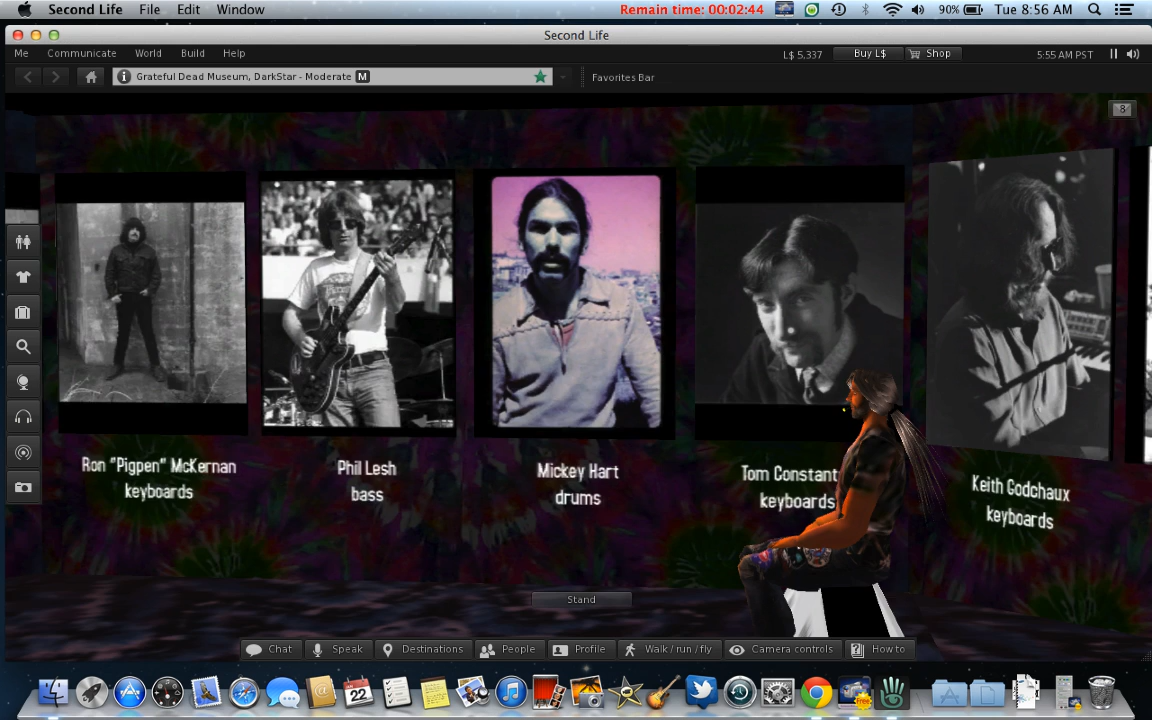 Second Life File Edit Window Remain time: 00:02:44 90% Tue 8:56 AM
Second Life
Me Communicate World Build Help L$ 5,337 Buy L$ Shop 5:55 AM PST
Grateful Dead Museum, DarkStar - Moderate M Favorites Bar
8
Ron "Pigpen" McKernan
keyboards
Phil Lesh
bass
Mickey Hart
drums
Tom Constant
keyboards
Keith Godchaux
keyboards
Stand
Chat Speak Destinations People Profile Walk / run / fly Camera controls How to
22
FREE